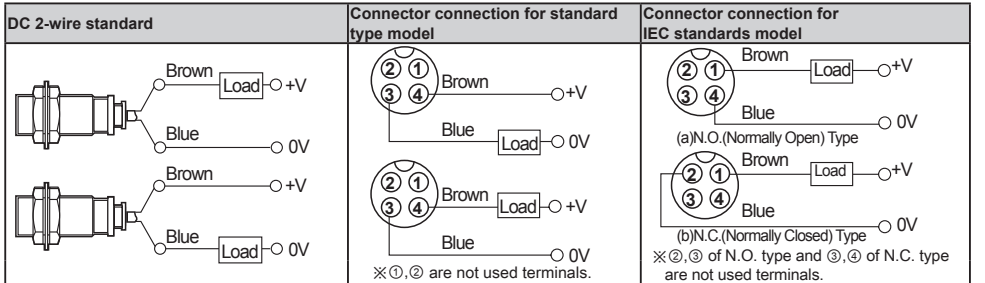 DC 2-wire standard
Connector connection for standard
type model
Connector connection for
IEC standards model
Brown
Load
+V
Blue
0V
Brown
+V
Blue
Load
0V
② ①
③ ④
Brown
+V
Blue
Load
0V
② ①
③ ④
Brown
Load
+V
Blue
0V
※①,② are not used terminals.
② ①
③ ④
Brown
Load
+V
Blue
0V
(a)N.O.(Normally Open) Type
② ①
③ ④
Brown
Load
+V
Blue
0V
(b)N.C.(Normally Closed) Type
※②,③ of N.O. type and ③,④ of N.C. type
are not used terminals.